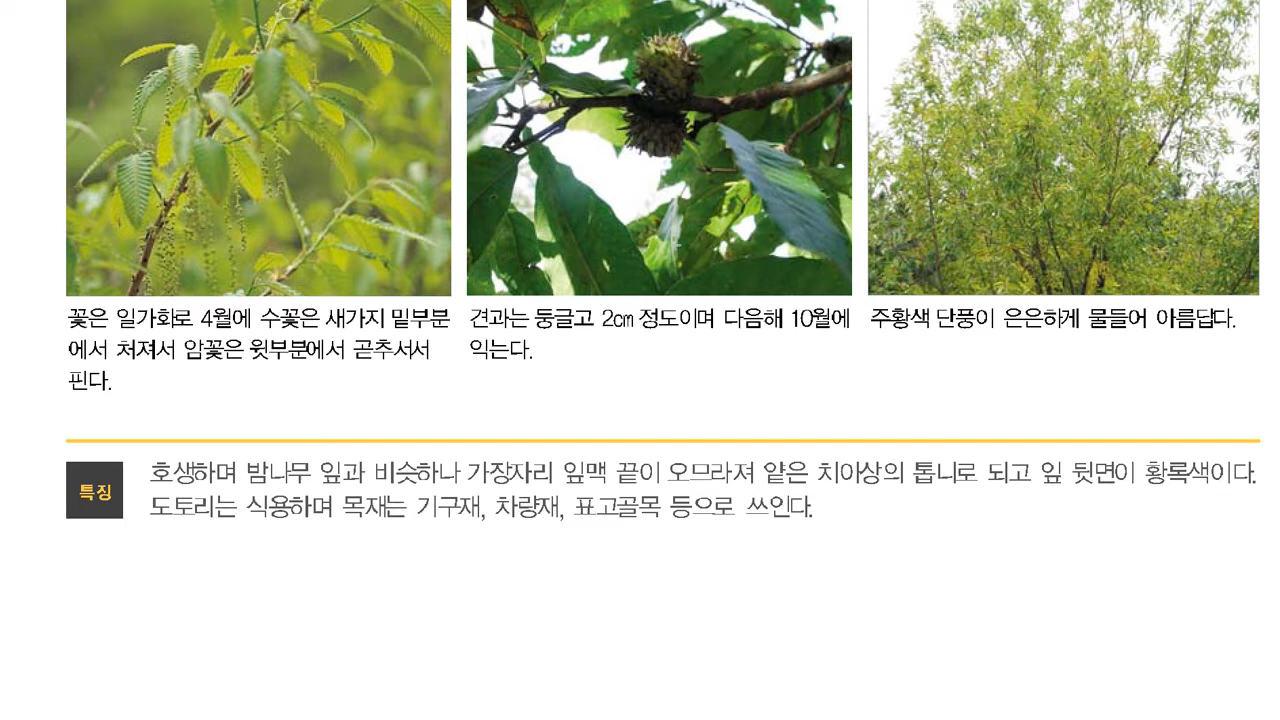 꽃은 일가화로 4월에 수꽃은 새가지 밑부분
에서 처져서 암꽃은 윗부분에서 곧추서서
핀다.
견과는 둥글고 2㎝ 정도이며 다음해 10월에
익는다.
주황색 단풍이 은은하게 물들어 아름답다.
특징
호생하며 밤나무 잎과 비슷하나 가장자리 잎맥 끝이 오므라져 얕은 치아상의 톱니로 되고 잎 뒷면이 황록색이다.
도토리는 식용하며 목재는 기구재, 차량재, 표고골목 등으로 쓰인다.